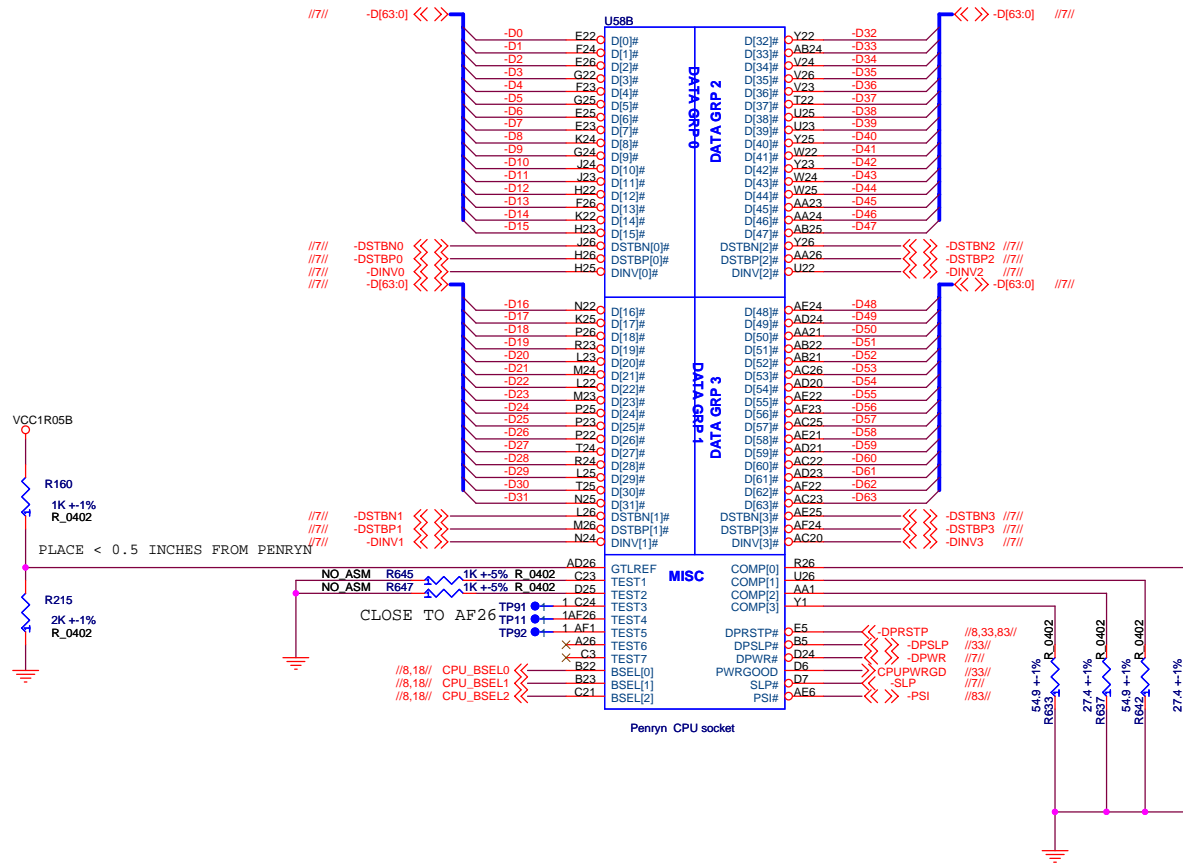 //7// -D[63:0] -D[63:0] //7//
U58B
-D0 E22 D[0]# D[32]# Y22 -D32
-D1 F24 D[1]# D[33]# AB24 -D33
-D2 E26 D[2]# D[34]# V24 -D34
-D3 G22 D[3]# D[35]# V26 -D35
-D4 F23 D[4]# D[36]# V23 -D36
-D5 G25 D[5]# D[37]# T22 -D37
-D6 E25 D[6]# D[38]# U25 -D38
-D7 E23 D[7]# D[39]# U23 -D39
-D8 K24 D[8]# D[40]# Y25 -D40
-D9 G24 D[9]# D[41]# W22 -D41
-D10 J24 D[10]# D[42]# Y23 -D42
-D11 J23 D[11]# D[43]# W24 -D43
-D12 H22 D[12]# D[44]# W25 -D44
-D13 F26 D[13]# D[45]# AA23 -D45
-D14 K22 D[14]# D[46]# AA24 -D46
-D15 H23 D[15]# D[47]# AB25 -D47
DATA GRP 0
DATA GRP 2
//7// -DSTBN0 J26 DSTBN[0]# DSTBN[2]# Y26 -DSTBN2 //7//
//7// -DSTBP0 H26 DSTBP[0]# DSTBP[2]# AA26 -DSTBP2 //7//
//7// -DINV0 H25 DINV[0]# DINV[2]# U22 -DINV2 //7//
//7// -D[63:0] -D[63:0] //7//
-D16 N22 D[16]# D[48]# AE24 -D48
-D17 K25 D[17]# D[49]# AD24 -D49
-D18 P26 D[18]# D[50]# AA21 -D50
-D19 R23 D[19]# D[51]# AB22 -D51
-D20 L23 D[20]# D[52]# AB21 -D52
-D21 M24 D[21]# D[53]# AC26 -D53
-D22 L22 D[22]# D[54]# AD20 -D54
-D23 M23 D[23]# D[55]# AE22 -D55
-D24 P25 D[24]# D[56]# AF23 -D56
-D25 P23 D[25]# D[57]# AC25 -D57
-D26 P22 D[26]# D[58]# AE21 -D58
-D27 T24 D[27]# D[59]# AD21 -D59
-D28 R24 D[28]# D[60]# AC22 -D60
-D29 L25 D[29]# D[61]# AD23 -D61
-D30 T25 D[30]# D[62]# AF22 -D62
-D31 N25 D[31]# D[63]# AC23 -D63
DATA GRP 1
DATA GRP 3
//7// -DSTBN1 L26 DSTBN[1]# DSTBN[3]# AE25 -DSTBN3 //7//
//7// -DSTBP1 M26 DSTBP[1]# DSTBP[3]# AF24 -DSTBP3 //7//
//7// -DINV1 N24 DINV[1]# DINV[3]# AC20 -DINV3 //7//
VCC1R05B
R160
1K +-1%
R_0402
1
PLACE < 0.5 INCHES FROM PENRYN
R215
2K +-1%
R_0402
1
MISC
AD26 GTLREF COMP[0] R26
NO_ASM R645 1 1K +-5% R_0402 C23 TEST1 COMP[1] U26
NO_ASM R647 1 1K +-5% R_0402 D25 TEST2 COMP[2] AA1
TP91 1 C24 TEST3 COMP[3] Y1
CLOSE TO AF26 TP11 1 AF26 TEST4
TP92 1 AF1 TEST5 DPRSTP# E5 -DPRSTP //8,33,83//
A26 TEST6 DPSLP# B5 -DPSLP //33//
C3 TEST7 DPWR# D24 -DPWR //7//
//8,18// CPU_BSEL0 B22 BSEL[0] PWRGOOD D6 CPUPWRGD //33//
//8,18// CPU_BSEL1 B23 BSEL[1] SLP# D7 -SLP //7//
//8,18// CPU_BSEL2 C21 BSEL[2] PSI# AE6 -PSI //83//
Penryn CPU socket
54.9 +-1% R633 1 R_0402
27.4 +-1% R637 1 R_0402
54.9 +-1% R642 1 R_0402
27.4 +-1%